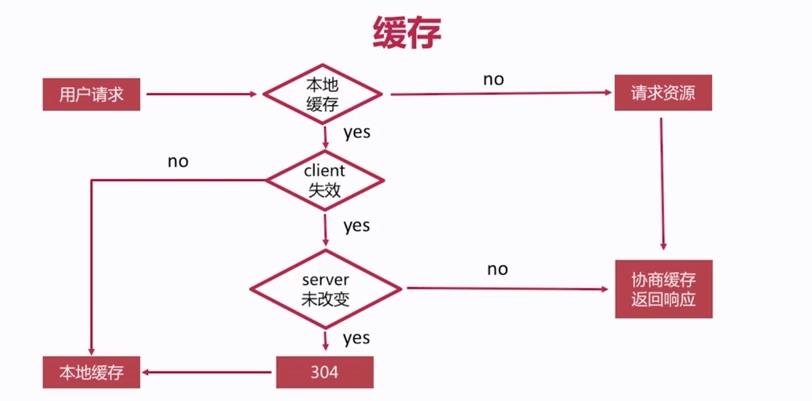 缓存
用户请求
本地
缓存
no
请求资源
yes
no
client
失效
yes
server
未改变
no
协商缓存
返回响应
yes
本地缓存
304